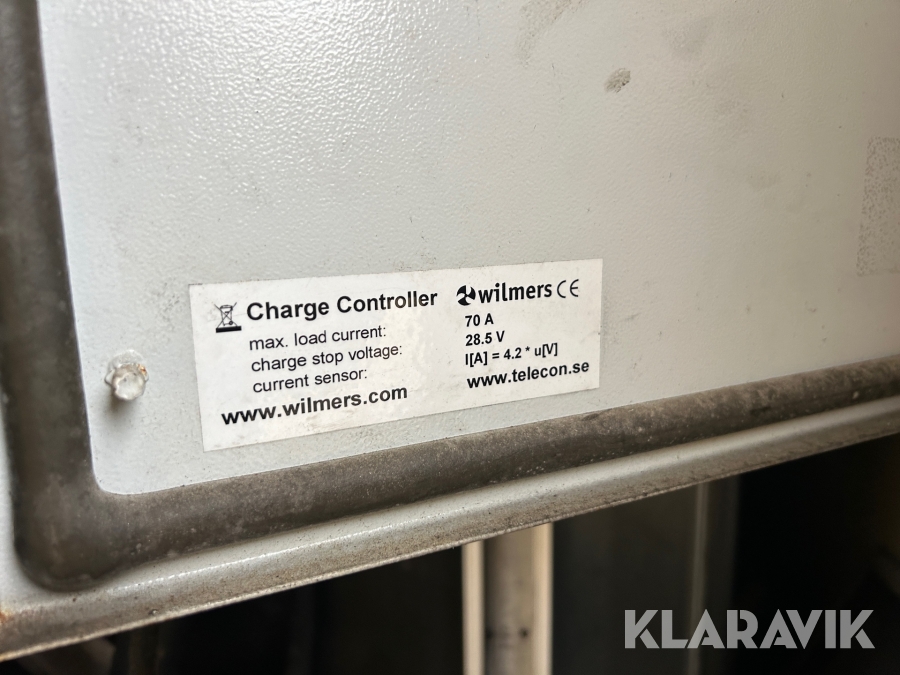 Charge Controller wilmers CE
max. load current: 70 A
charge stop voltage: 28.5 V
current sensor: I[A] = 4.2 * u[V]
www.wilmers.com www.telecon.se
KLARAVIK